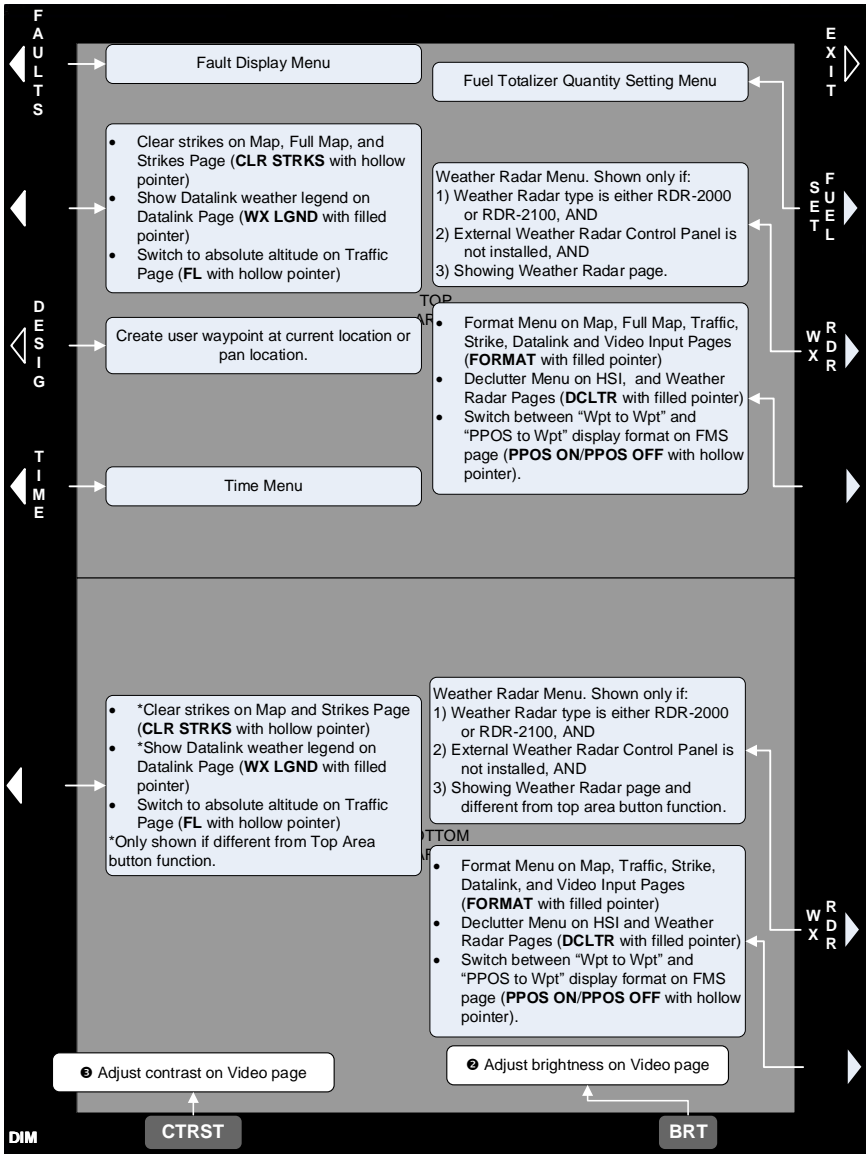 FAULTS
Fault Display Menu
EXIT
Fuel Totalizer Quantity Setting Menu
• Clear strikes on Map, Full Map, and
Strikes Page (CLR STRKS with hollow
pointer)
• Show Datalink weather legend on
Datalink Page (WX LGND with filled
pointer)
• Switch to absolute altitude on Traffic
Page (FL with hollow pointer)
FUEL
SET
Weather Radar Menu. Shown only if:
1) Weather Radar type is either RDR-2000
or RDR-2100, AND
2) External Weather Radar Control Panel is
not installed, AND
3) Showing Weather Radar page.
TOP
AR
DESIG
Create user waypoint at current location or
pan location.
WX
RDR
• Format Menu on Map, Full Map, Traffic,
Strike, Datalink and Video Input Pages
(FORMAT with filled pointer)
• Declutter Menu on HSI, and Weather
Radar Pages (DCLTR with filled pointer)
• Switch between “Wpt to Wpt” and
“PPOS to Wpt” display format on FMS
page (PPOS ON/PPOS OFF with hollow
pointer).
TIME
Time Menu
• *Clear strikes on Map and Strikes Page
(CLR STRKS with hollow pointer)
• *Show Datalink weather legend on
Datalink Page (WX LGND with filled
pointer)
• Switch to absolute altitude on Traffic
Page (FL with hollow pointer)
*Only shown if different from Top Area
button function.
Weather Radar Menu. Shown only if:
1) Weather Radar type is either RDR-2000
or RDR-2100, AND
2) External Weather Radar Control Panel is
not installed, AND
3) Showing Weather Radar page and
different from top area button function.
OTTOM
AR
• Format Menu on Map, Traffic, Strike,
Datalink, and Video Input Pages
(FORMAT with filled pointer)
• Declutter Menu on HSI and Weather
Radar Pages (DCLTR with filled pointer)
• Switch between “Wpt to Wpt” and
“PPOS to Wpt” display format on FMS
page (PPOS ON/PPOS OFF with hollow
pointer).
WX
RDR
❸ Adjust contrast on Video page
❷ Adjust brightness on Video page
DIM
CTRST
BRT